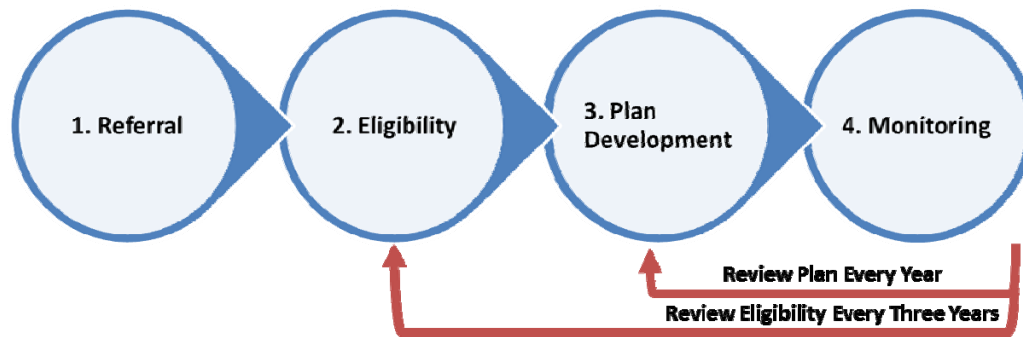 1. Referral
2. Eligibility
3. Plan
Development
4. Monitoring
Review Plan Every Year
Review Eligibility Every Three Years